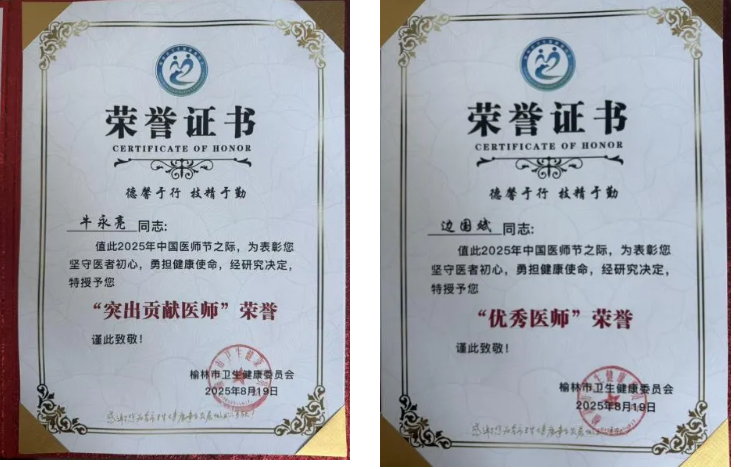 荣誉证书
CERTIFICATE OF HONOR
德馨于行 技精于勤
牛永亮 同志:
值此2025年中国医师节之际，为表彰您
坚守医者初心，勇担健康使命，经研究决定，
特授予您
“突出贡献医师”荣誉
谨此致敬！
榆林市卫生健康委员会
2025年8月19日
荣誉证书
CERTIFICATE OF HONOR
德馨于行 技精于勤
边国斌 同志:
值此2025年中国医师节之际，为表彰您
坚守医者初心，勇担健康使命，经研究决定，
特授予您
“优秀医师”荣誉
谨此致敬！
榆林市卫生健康委员会
2025年8月19日